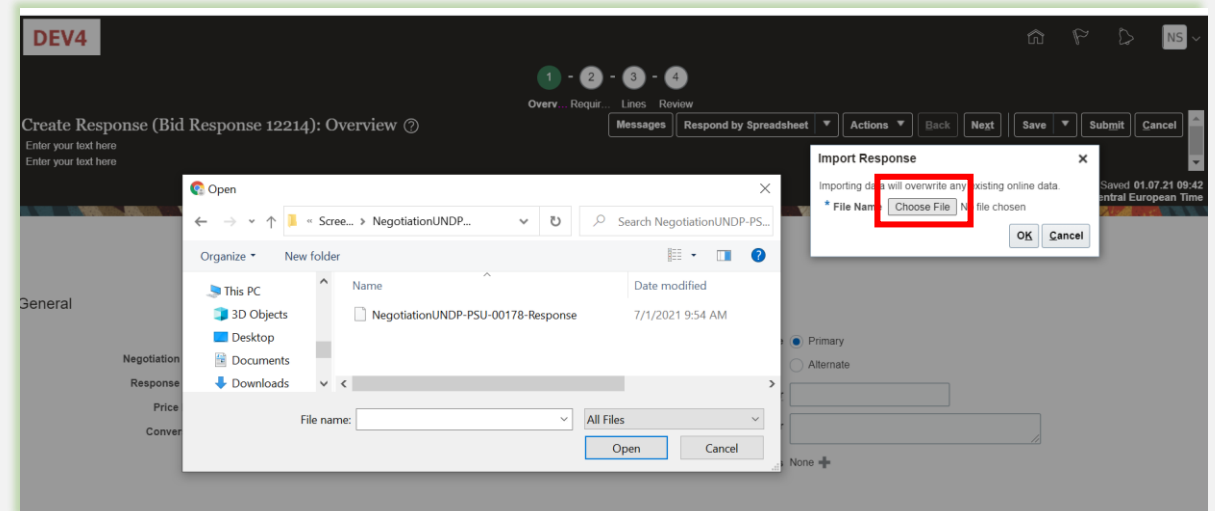 DEV4
NS
1 - 2 - 3 - 4
Overv... Requir... Lines Review
Create Response (Bid Response 12214): Overview ?
Messages Respond by Spreadsheet Actions Back Next Save Submit Cancel
Enter your text here
Enter your text here
Import Response
Importing data will overwrite any existing online data.
* File Name Choose File No file chosen
OK Cancel
Saved 01.07.21 09:42
entral European Time
Open
« Scree... > NegotiationUNDP...
Search NegotiationUNDP-PS...
Organize New folder
This PC
3D Objects
Desktop
Documents
Downloads
Name Date modified
NegotiationUNDP-PSU-00178-Response 7/1/2021 9:54 AM
File name: All Files
Open Cancel
General
Negotiation
Response
Price
Conver
Primary
Alternate
None